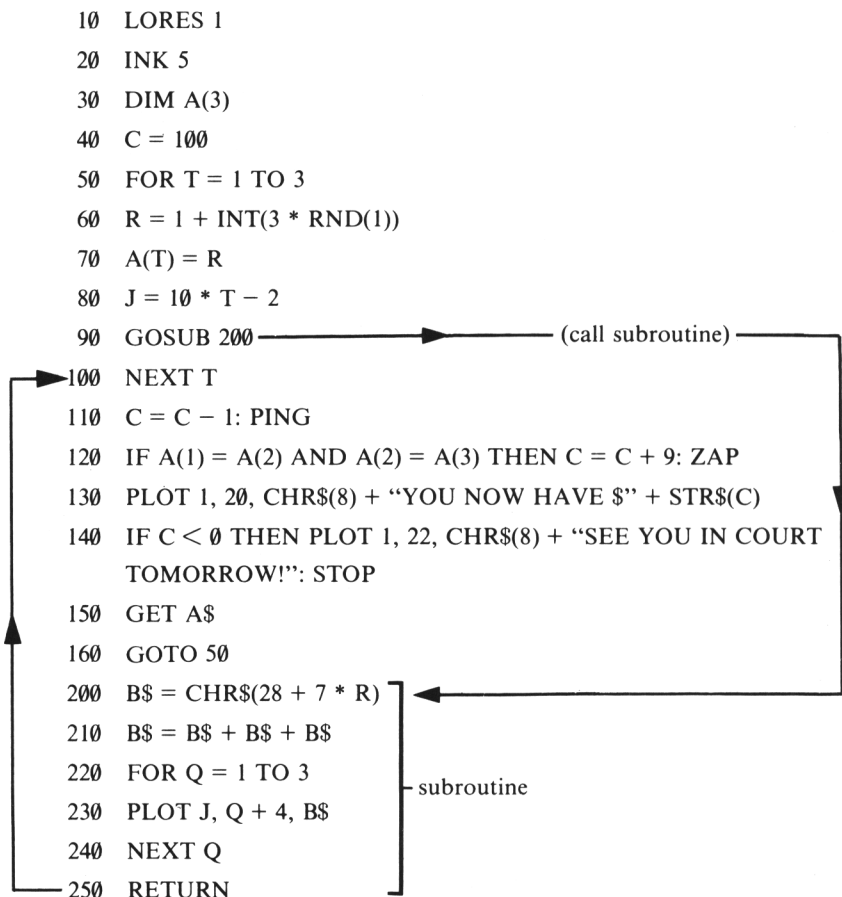 10 LORES 1
20 INK 5
30 DIM A(3)
40 C = 100
50 FOR T = 1 TO 3
60 R = 1 + INT(3 * RND(1))
70 A(T) = R
80 J = 10 * T − 2
90 GOSUB 200 (call subroutine)
100 NEXT T
110 C = C − 1: PING
120 IF A(1) = A(2) AND A(2) = A(3) THEN C = C + 9: ZAP
130 PLOT 1, 20, CHR$(8) + “YOU NOW HAVE $” + STR$(C)
140 IF C < 0 THEN PLOT 1, 22, CHR$(8) + “SEE YOU IN COURT
TOMORROW!”: STOP
150 GET A$
160 GOTO 50
200 B$ = CHR$(28 + 7 * R)
210 B$ = B$ + B$ + B$
220 FOR Q = 1 TO 3
subroutine
230 PLOT J, Q + 4, B$
240 NEXT Q
250 RETURN